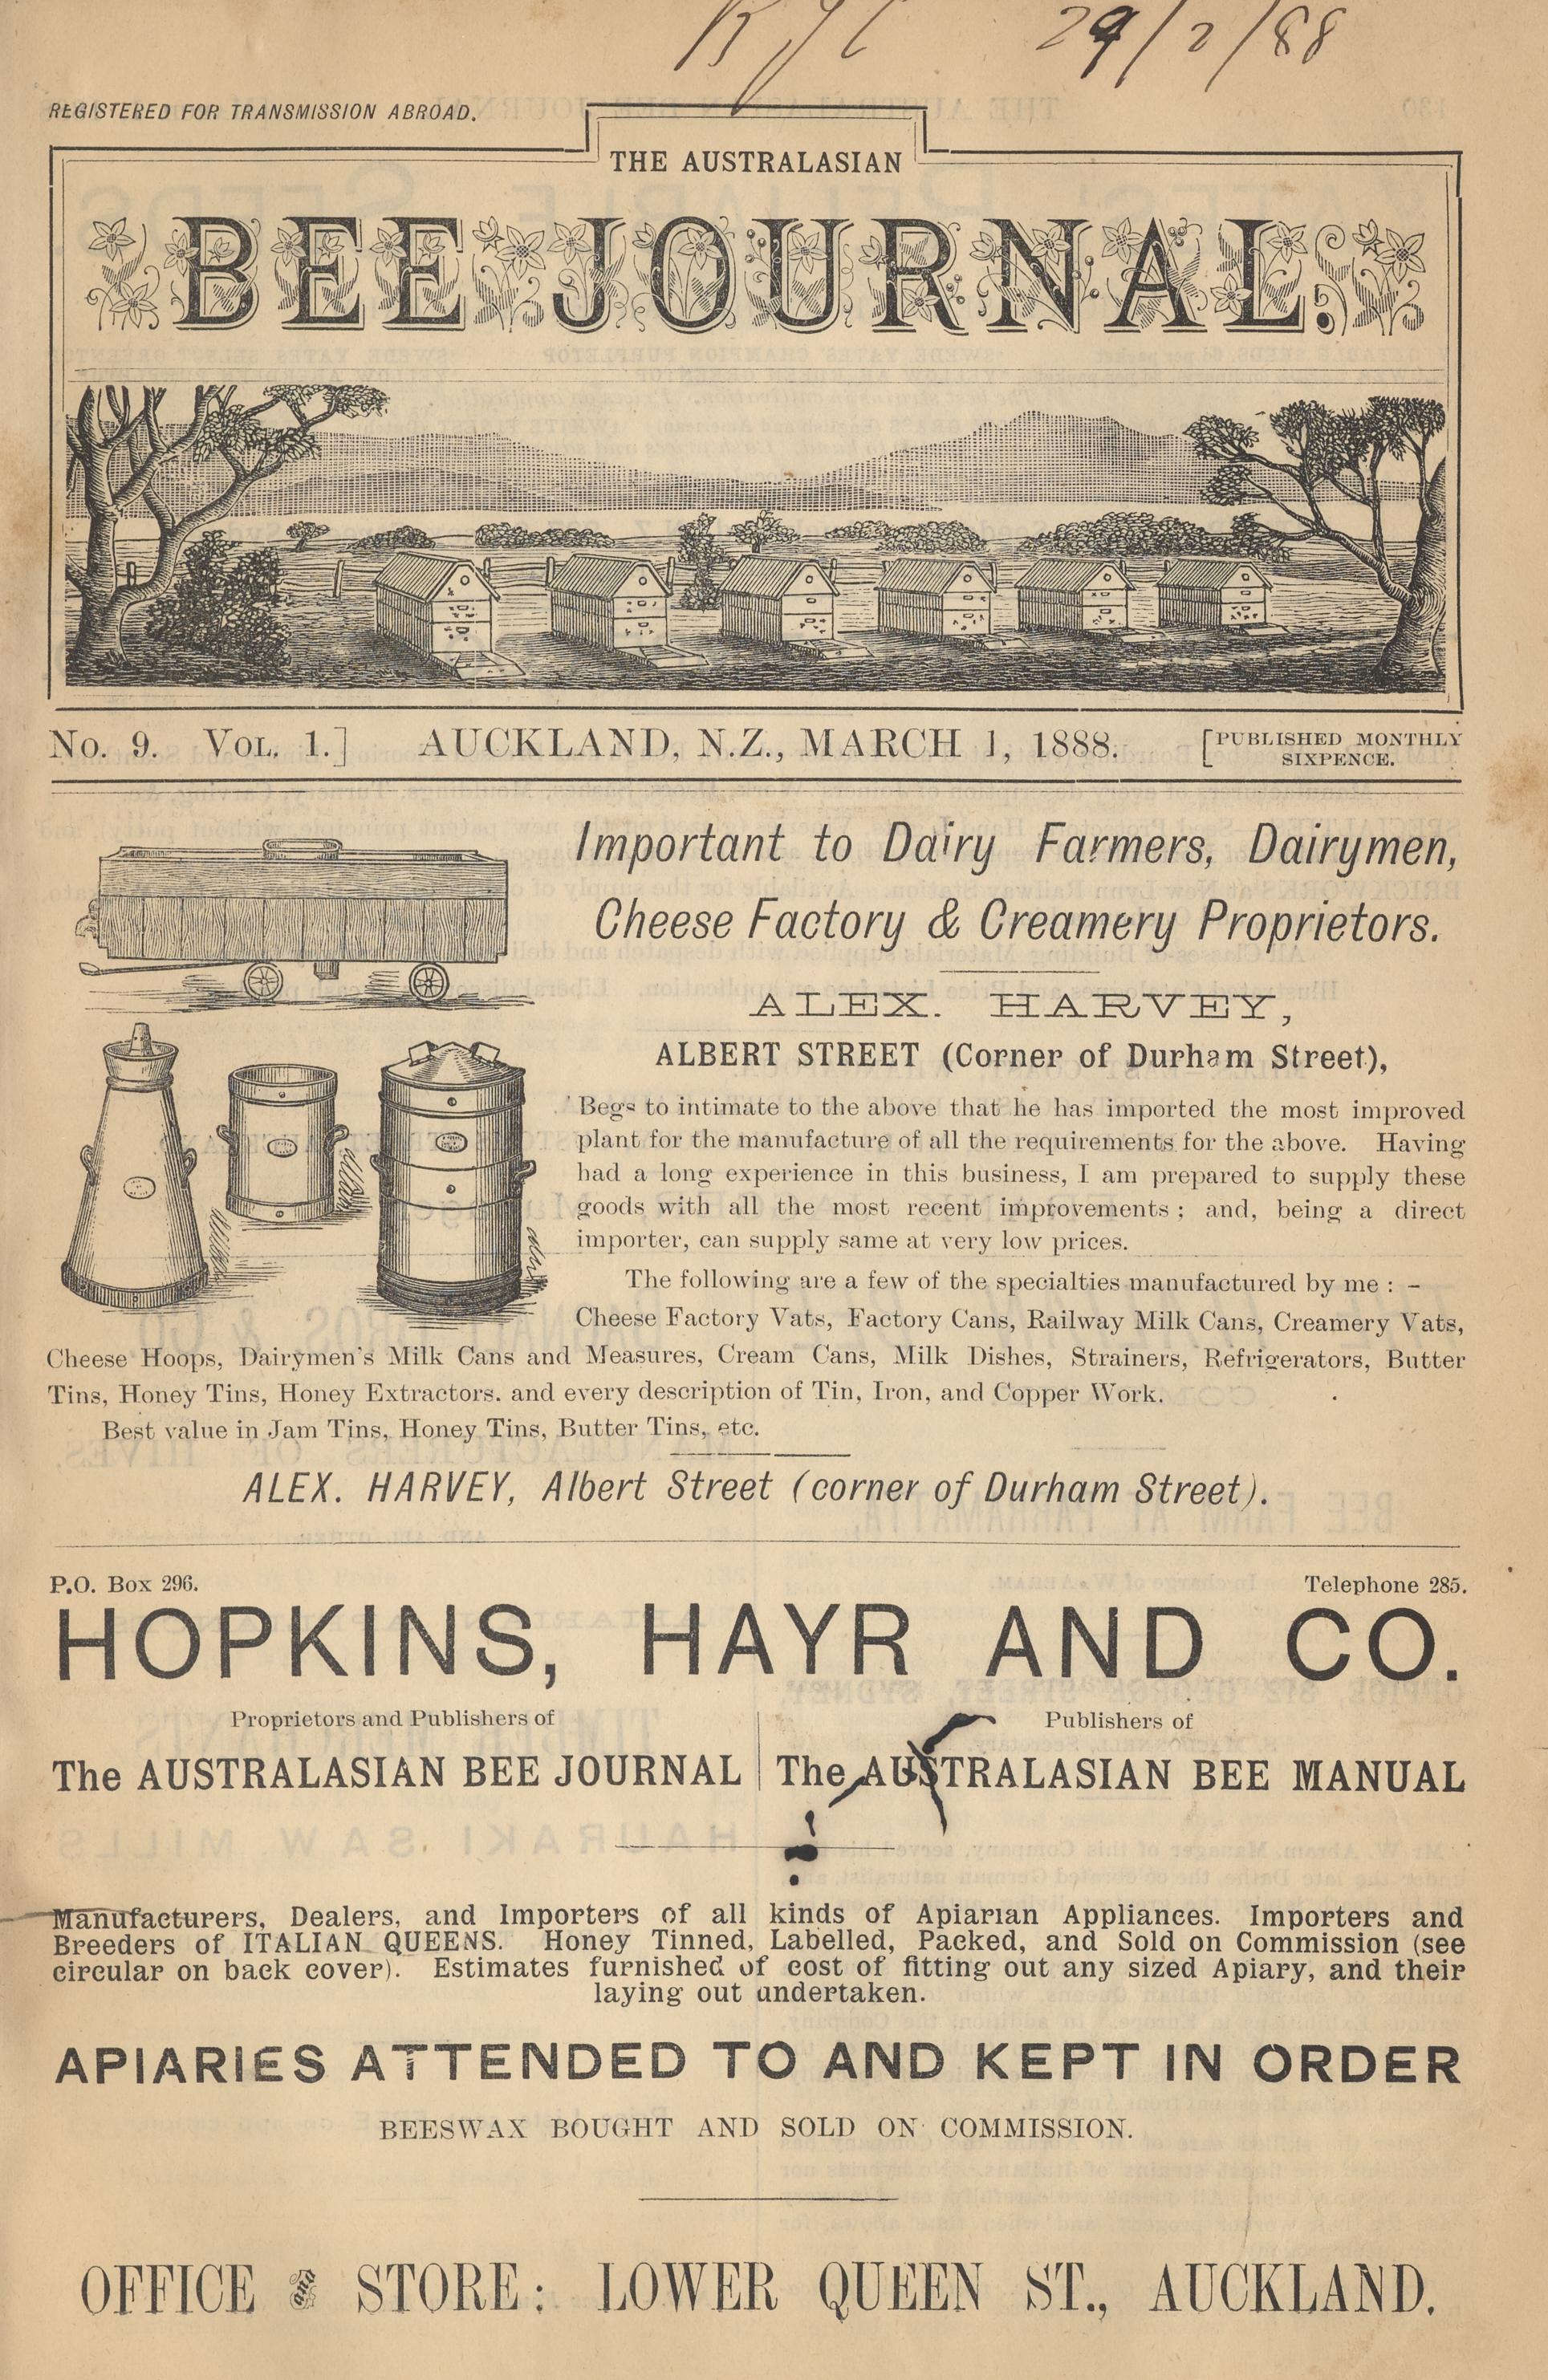 29/2/88
REGISTERED FOR TRANSMISSION ABROAD.
THE AUSTRALASIAN
BEE JOURNAL.
No. 9. Vol. 1.] AUCKLAND, N.Z., MARCH 1, 1888. [PUBLISHED MONTHLY
SIXPENCE.
Important to Dairy Farmers, Dairymen,
Cheese Factory & Creamery Proprietors.
ALEX. HARVEY,
ALBERT STREET (Corner of Durham Street),
Begs to intimate to the above that he has imported the most improved
plant for the manufacture of all the requirements for the above. Having
had a long experience in this business, I am prepared to supply these
goods with all the most recent improvements; and, being a direct
importer, can supply same at very low prices.
The following are a few of the specialties manufactured by me: –
Cheese Factory Vats, Factory Cans, Railway Milk Cans, Creamery Vats,
Cheese Hoops, Dairymen's Milk Cans and Measures, Cream Cans, Milk Dishes, Strainers, Refrigerators, Butter
Tins, Honey Tins, Honey Extractors. and every description of Tin, Iron, and Copper Work.
Best value in Jam Tins, Honey Tins, Butter Tins, etc.
ALEX. HARVEY, Albert Street (corner of Durham Street).
P.O. Box 296. Telephone 285.
HOPKINS, HAYR AND CO.
Proprietors and Publishers of
The AUSTRALASIAN BEE JOURNAL
Publishers of
The AUSTRALASIAN BEE MANUAL
Manufacturers, Dealers, and Importers of all kinds of Apiarian Appliances. Importers and
Breeders of ITALIAN QUEENS. Honey Tinned, Labelled, Packed, and Sold on Commission (see
circular on back cover). Estimates furnished of cost of fitting out any sized Apiary, and their
laying out undertaken.
APIARIES ATTENDED TO AND KEPT IN ORDER
BEESWAX BOUGHT AND SOLD ON COMMISSION.
OFFICE & STORE: LOWER QUEEN ST., AUCKLAND.